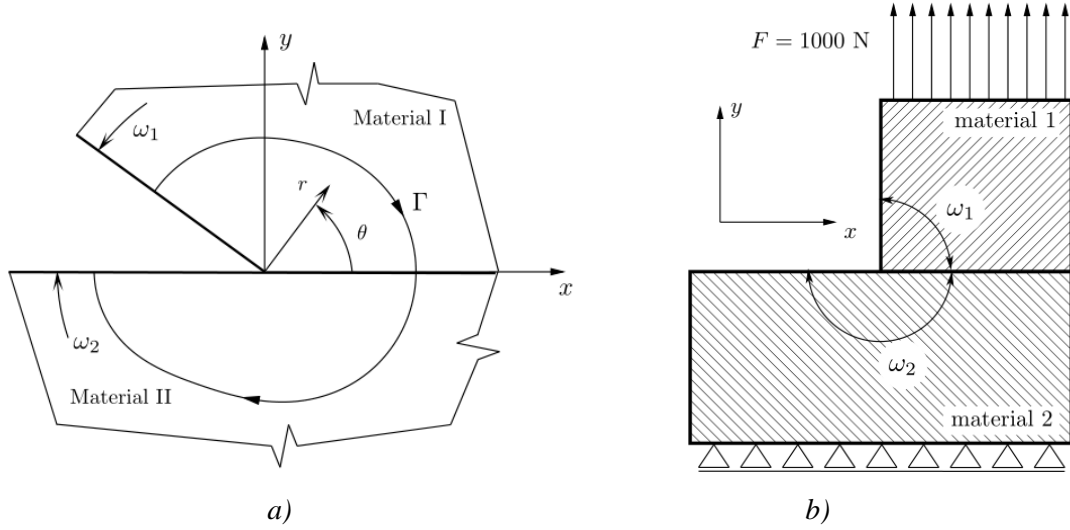 y
ω₁
Material I
r
Γ
θ
x
ω₂
Material II
a)
F = 1000 N
material 1
y
x
ω₁
ω₂
material 2
b)